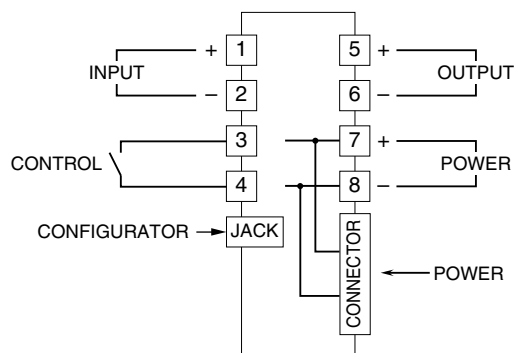 + 1 5 +
INPUT OUTPUT
– 2 6 –
3 7 +
CONTROL POWER
4 8 –
CONFIGURATOR JACK
CONNECTOR
POWER